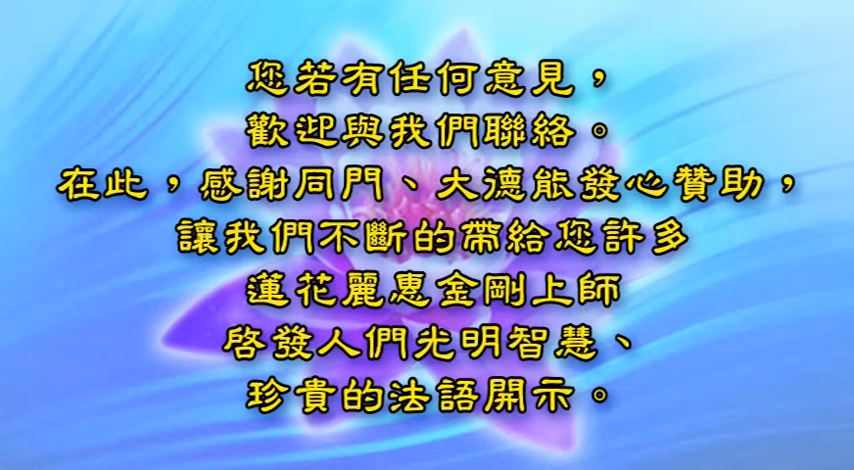 您若有任何意見，
歡迎與我們聯絡。
在此，感謝同門、大德能發心贊助，
讓我們不斷的帶給您許多
蓮花麗惠金剛上師
啓發人們光明智慧、
珍貴的法語開示。